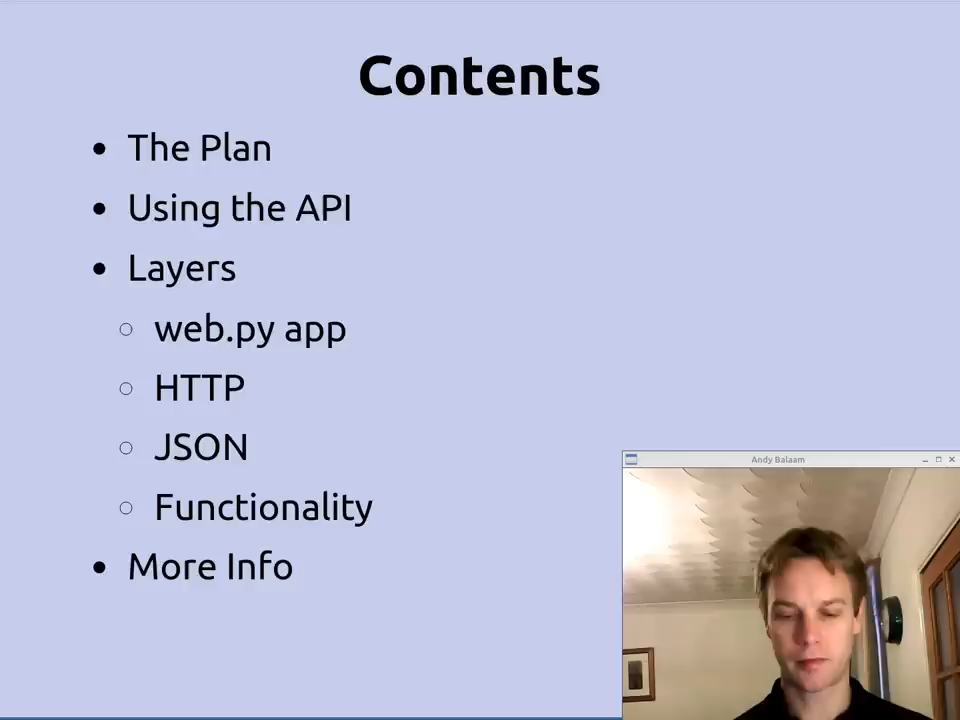 Contents
The Plan
Using the API
Layers
web.py app
HTTP
JSON
Functionality
More Info
Andy Balaam